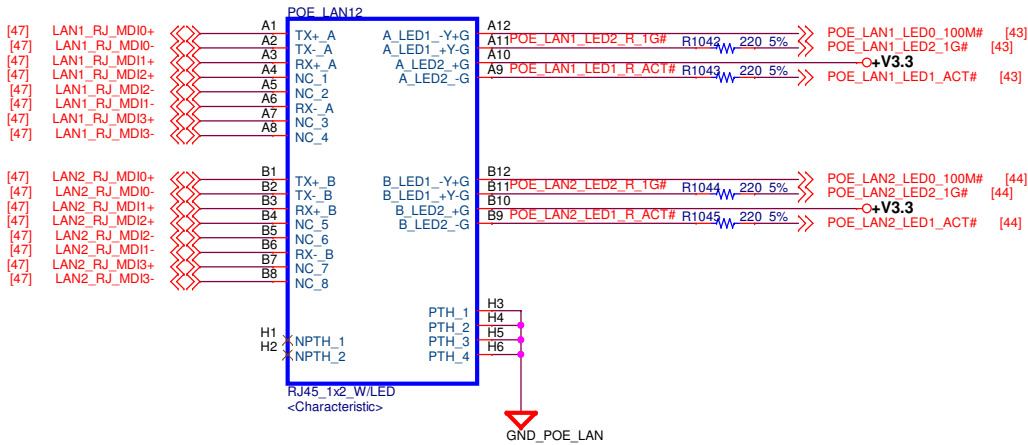 POE_LAN12
[47] LAN1_RJ_MDI0+ A1 TX+_A A_LED1_-Y+G A12 POE_LAN1_LED0_100M# [43]
[47] LAN1_RJ_MDI0- A2 TX-_A A_LED1_+Y-G A11 POE_LAN1_LED2_R_1G# R1042 220 5% POE_LAN1_LED2_1G# [43]
[47] LAN1_RJ_MDI1+ A3 RX+_A A_LED2_+G A10 +V3.3
[47] LAN1_RJ_MDI2+ A4 NC_1 A_LED2_-G A9 POE_LAN1_LED1_R_ACT# R1043 220 5% POE_LAN1_LED1_ACT# [43]
[47] LAN1_RJ_MDI2- A5 NC_2
[47] LAN1_RJ_MDI1- A6 RX-_A
[47] LAN1_RJ_MDI3+ A7 NC_3
[47] LAN1_RJ_MDI3- A8 NC_4
[47] LAN2_RJ_MDI0+ B1 TX+_B B_LED1_-Y+G B12 POE_LAN2_LED0_100M# [44]
[47] LAN2_RJ_MDI0- B2 TX-_B B_LED1_+Y-G B11 POE_LAN2_LED2_R_1G# R1044 220 5% POE_LAN2_LED2_1G# [44]
[47] LAN2_RJ_MDI1+ B3 RX+_B B_LED2_+G B10 +V3.3
[47] LAN2_RJ_MDI2+ B4 NC_5 B_LED2_-G B9 POE_LAN2_LED1_R_ACT# R1045 220 5% POE_LAN2_LED1_ACT# [44]
[47] LAN2_RJ_MDI2- B5 NC_6
[47] LAN2_RJ_MDI1- B6 RX-_B
[47] LAN2_RJ_MDI3+ B7 NC_7
[47] LAN2_RJ_MDI3- B8 NC_8
PTH_1 H3
PTH_2 H4
H1 NPTH_1 PTH_3 H5
H2 NPTH_2 PTH_4 H6
RJ45_1x2_W/LED
<Characteristic>
GND_POE_LAN